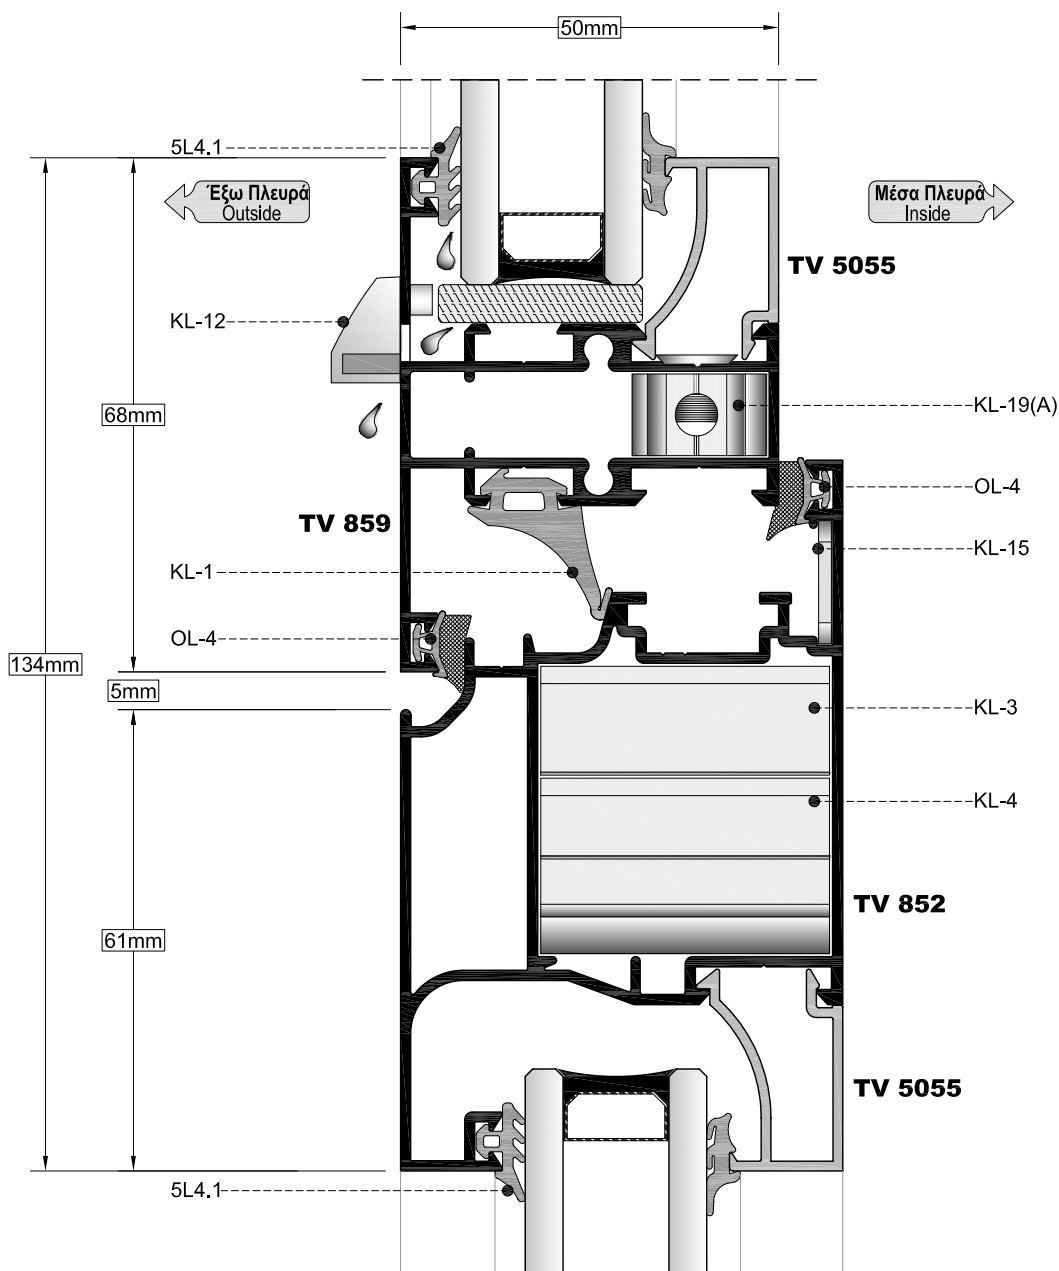 50mm
5L4.1
Έξω Πλευρά
Outside
Μέσα Πλευρά
Inside
TV 5055
KL-12
KL-19(A)
68mm
OL-4
TV 859
KL-15
KL-1
OL-4
134mm
5mm
KL-3
KL-4
TV 852
61mm
TV 5055
5L4.1